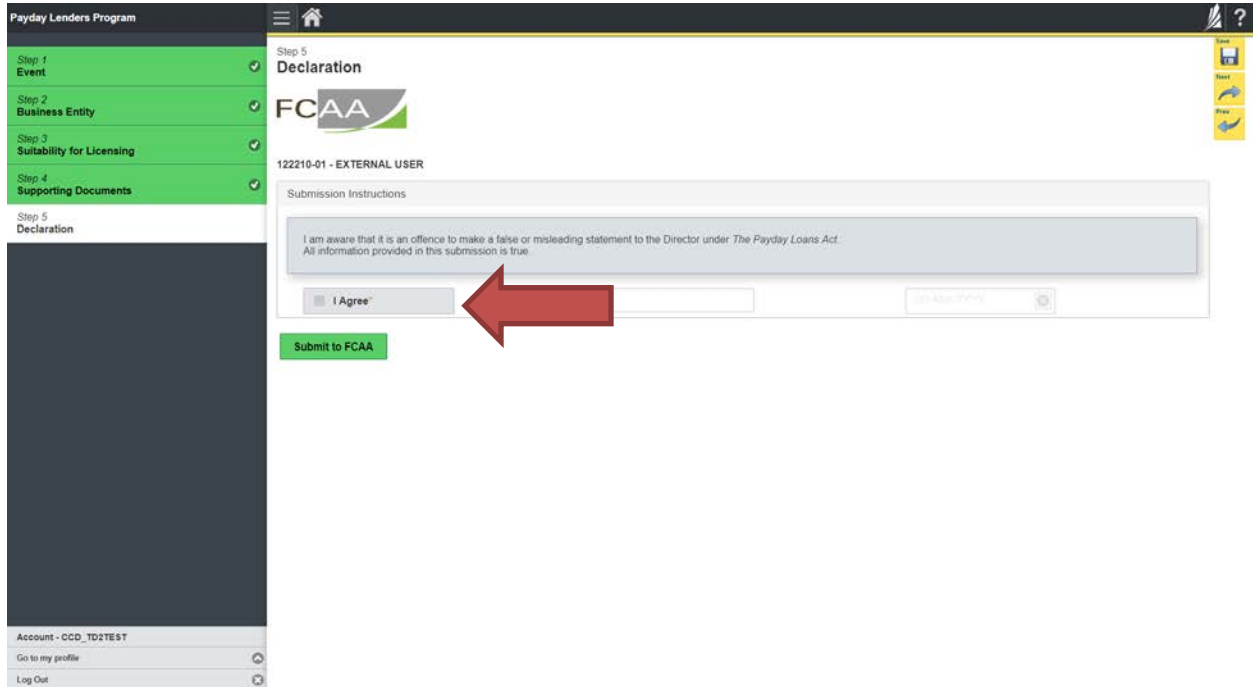 Payday Lenders Program
?
Step 1
Event
Step 2
Business Entity
Step 3
Suitability for Licensing
Step 4
Supporting Documents
Step 5
Declaration
Step 5
Declaration
FCAA
122210-01 - EXTERNAL USER
Submission Instructions
I am aware that it is an offence to make a false or misleading statement to the Director under The Payday Loans Act.
All information provided in this submission is true.
I Agree*
Submit to FCAA
Save
Next
Prev
Account - CCD_TD2TEST
Go to my profile
Log Out